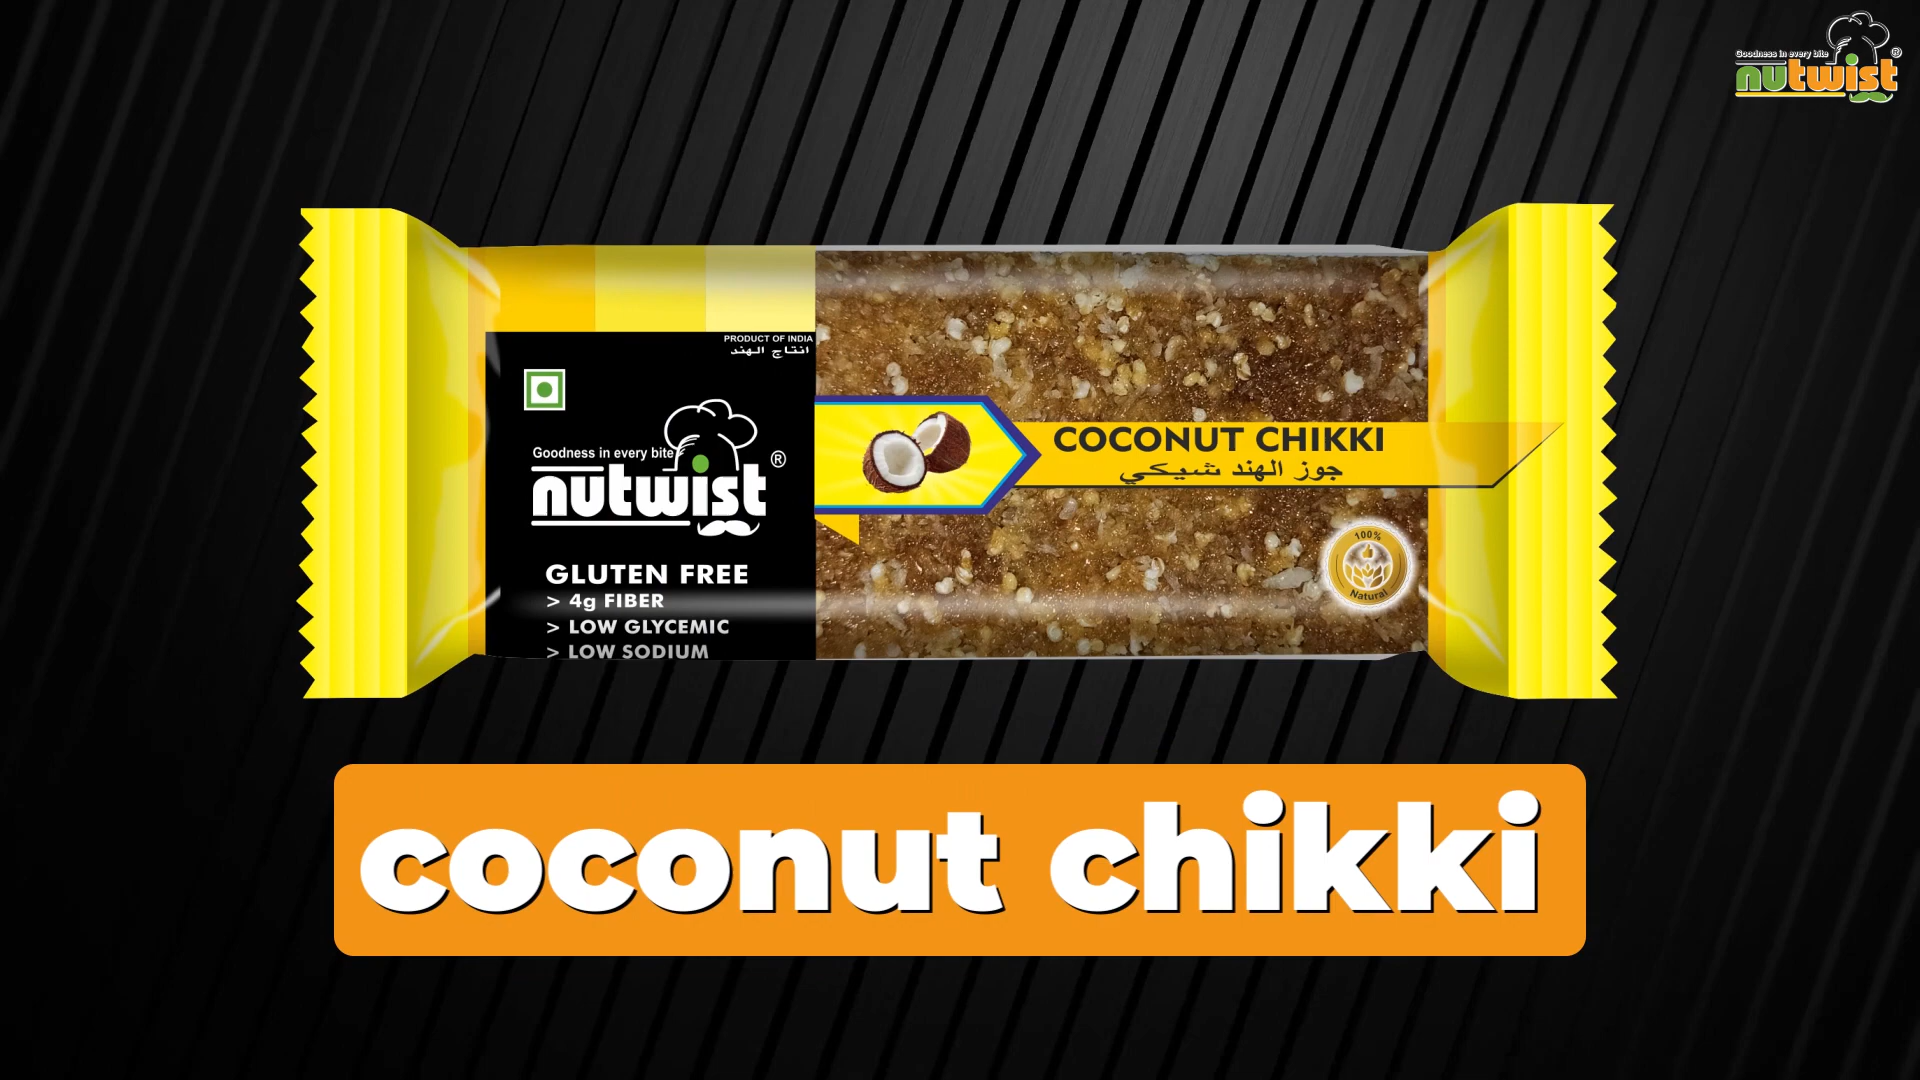 Goodness in every bite
nutwist®
PRODUCT OF INDIA
انتاج الهند
Goodness in every bite
nutwist®
GLUTEN FREE
> 4g FIBER
> LOW GLYCEMIC
> LOW SODIUM
COCONUT CHIKKI
جوز الهند شيكي
100%
Natural
coconut chikki